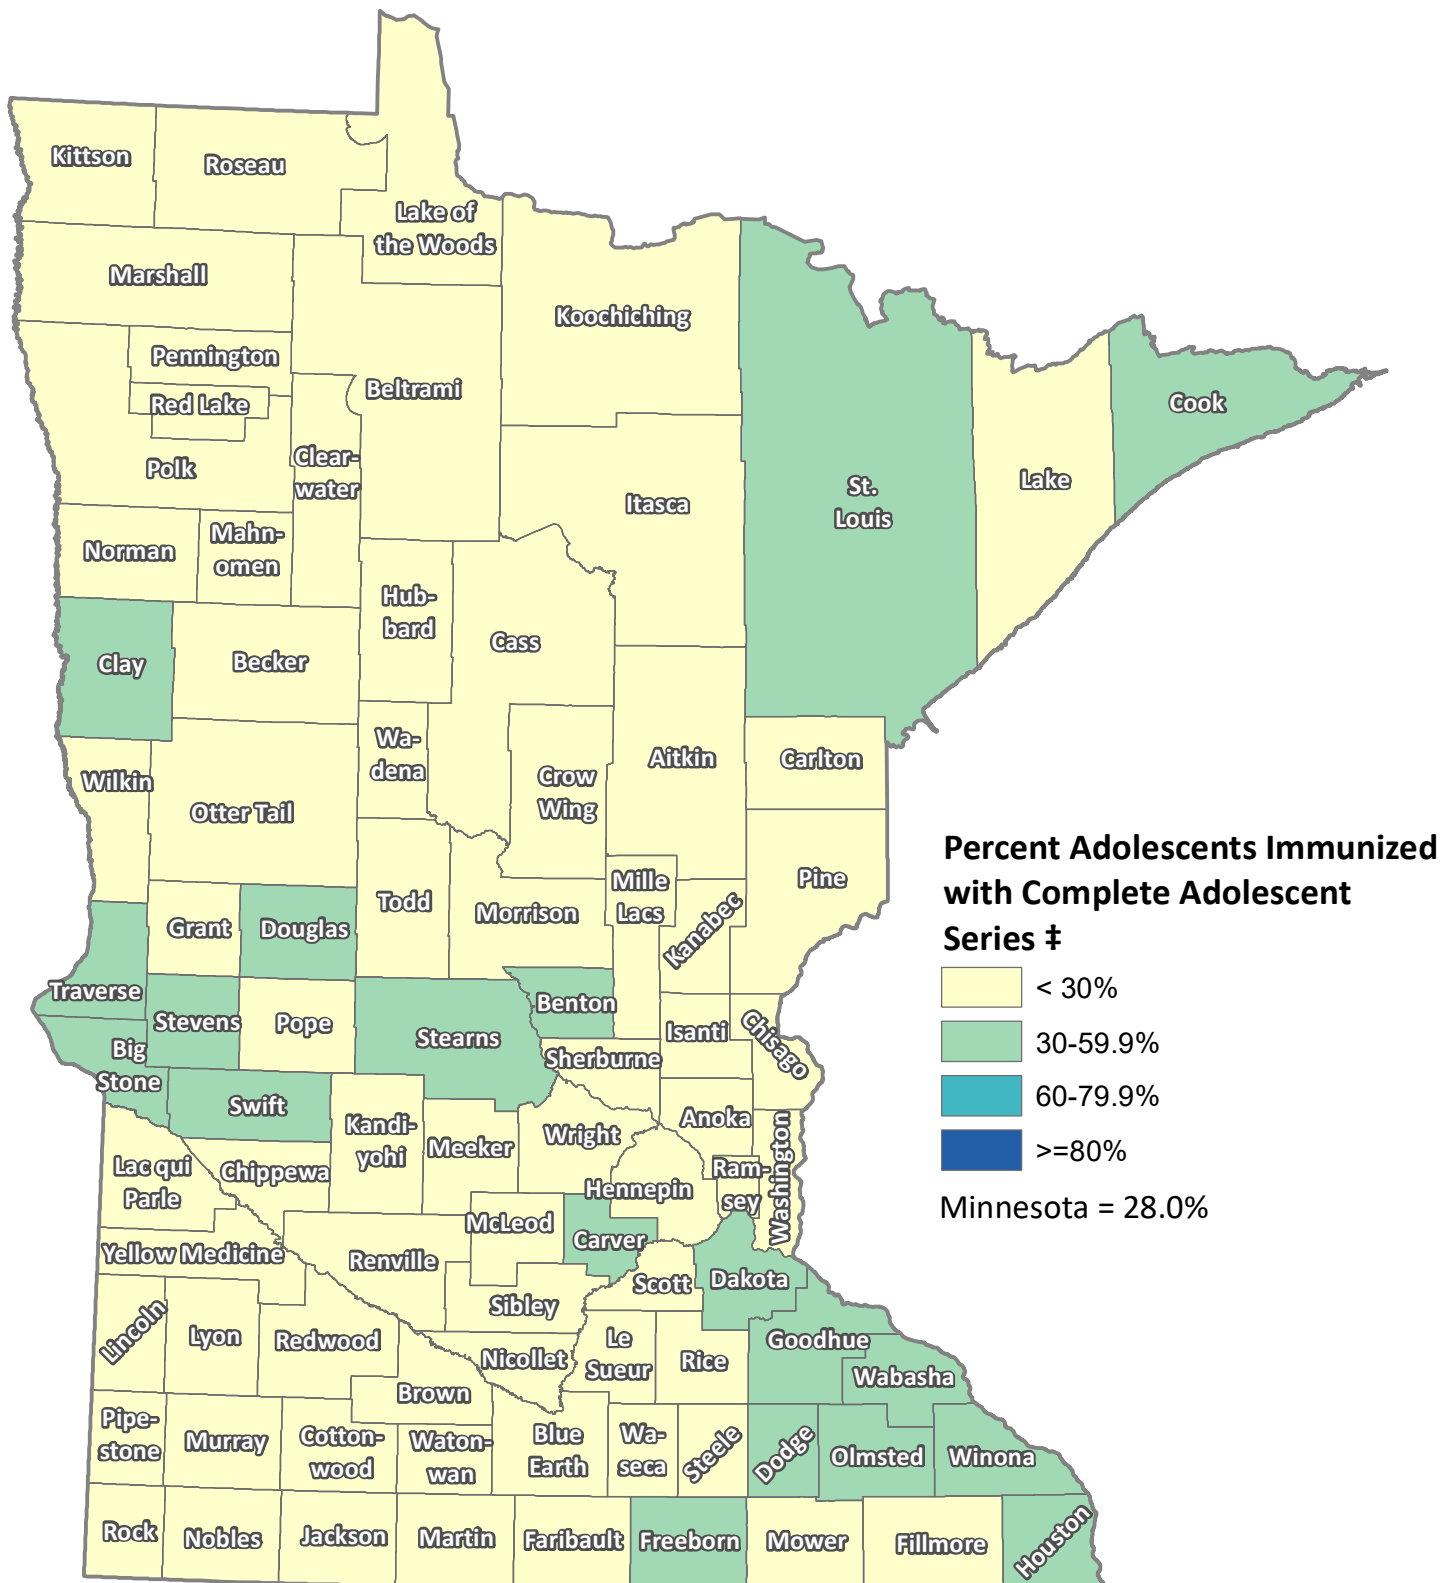 Kittson
Roseau
Lake of
the Woods
Marshall
Koochiching
Pennington
Beltrami
Red Lake
Cook
Polk
Clear-
water
Lake
St.
Louis
Itasca
Norman
Mahn-
omen
Hub-
bard
Cass
Clay
Becker
Wa-
dena
Aitkin
Carlton
Wilkin
Crow
Wing
Otter Tail
Percent Adolescents Immunized
with Complete Adolescent
Series ‡
< 30%
30-59.9%
60-79.9%
>=80%
Minnesota = 28.0%
Pine
Mille
Lacs
Todd
Morrison
Kanabec
Grant
Douglas
Traverse
Benton
Stevens
Pope
Stearns
Isanti
Chisago
Big
Stone
Sherburne
Swift
Anoka
Kandi-
yohi
Meeker
Wright
Washington
Lac qui
Parle
Chippewa
Ram-
sey
Hennepin
McLeod
Carver
Yellow Medicine
Renville
Scott
Dakota
Sibley
Lincoln
Lyon
Redwood
Le
Sueur
Rice
Goodhue
Nicollet
Wabasha
Brown
Pipe-
stone
Murray
Cotton-
wood
Waton-
wan
Blue
Earth
Wa-
seca
Steele
Dodge
Olmsted
Winona
Rock
Nobles
Jackson
Martin
Faribault
Freeborn
Mower
Fillmore
Houston